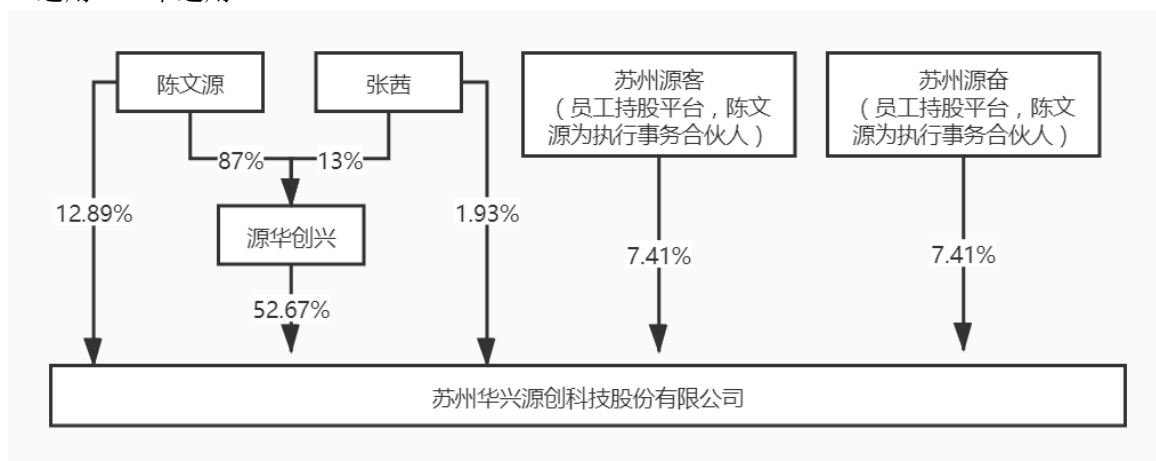 陈文源
张茜
苏州源客
（员工持股平台，陈文
源为执行事务合伙人）
苏州源奋
（员工持股平台，陈文
源为执行事务合伙人）
87%
13%
12.89%
源华创兴
1.93%
7.41%
7.41%
52.67%
苏州华兴源创科技股份有限公司